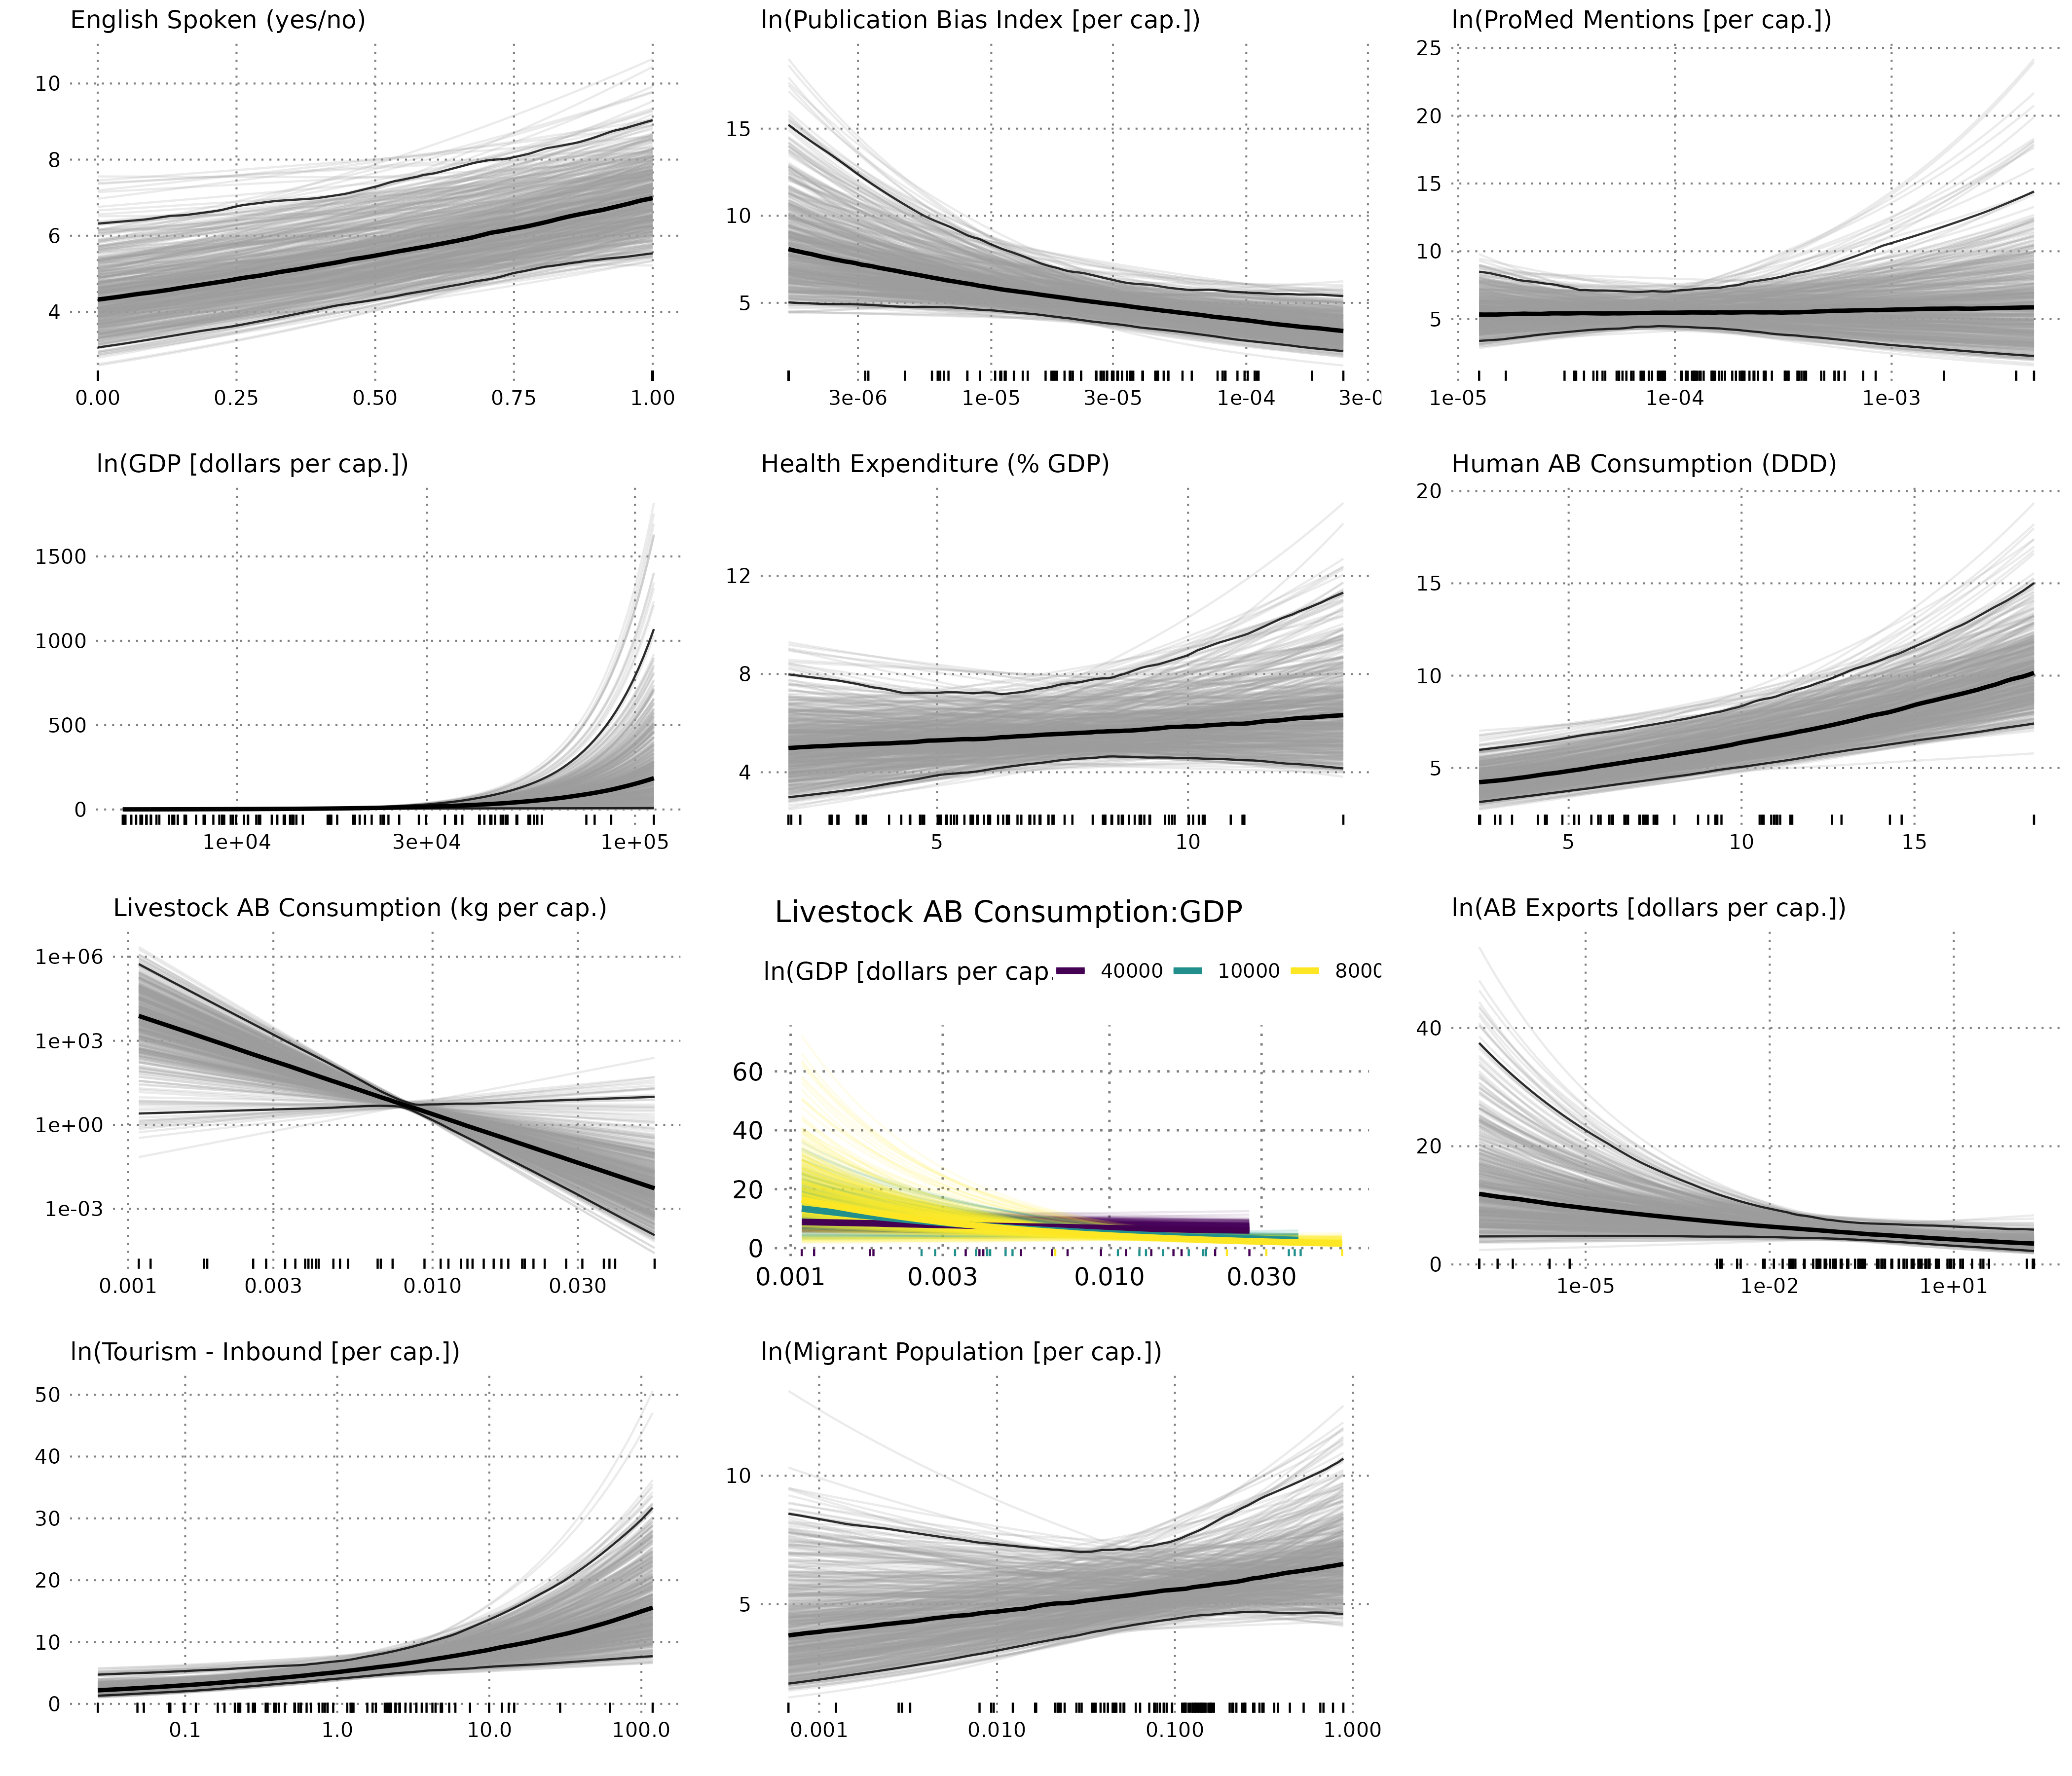 English Spoken (yes/no)
10
8
6
4
0.00 0.25 0.50 0.75 1.00
ln(Publication Bias Index [per cap.])
15
10
5
3e-06 1e-05 3e-05 1e-04 3e-0
ln(ProMed Mentions [per cap.])
25
20
15
10
5
1e-05 1e-04 1e-03
ln(GDP [dollars per cap.])
1500
1000
500
0
1e+04 3e+04 1e+05
Health Expenditure (% GDP)
12
8
4
5 10
Human AB Consumption (DDD)
20
15
10
5
5 10 15
Livestock AB Consumption (kg per cap.)
1e+06
1e+03
1e+00
1e-03
0.001 0.003 0.010 0.030
Livestock AB Consumption:GDP
ln(GDP [dollars per cap. 40000 10000 8000
60
40
20
0
0.001 0.003 0.010 0.030
ln(AB Exports [dollars per cap.])
40
20
0
1e-05 1e-02 1e+01
ln(Tourism - Inbound [per cap.])
50
40
30
20
10
0
0.1 1.0 10.0 100.0
ln(Migrant Population [per cap.])
10
5
0.001 0.010 0.100 1.000